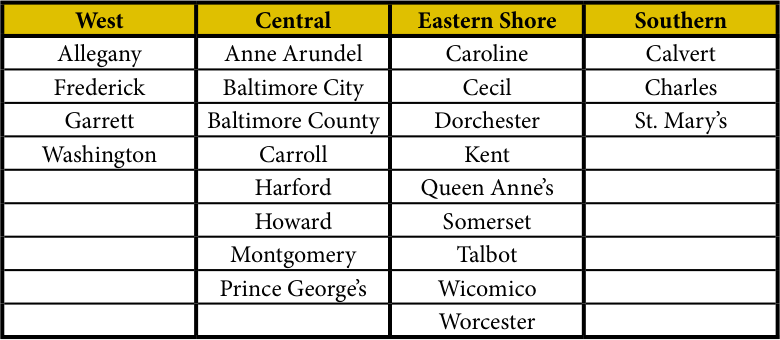 West Central Eastern Shore Southern
Allegany Anne Arundel Caroline Calvert
Frederick Baltimore City Cecil Charles
Garrett Baltimore County Dorchester St. Mary’s
Washington Carroll Kent
Harford Queen Anne’s
Howard Somerset
Montgomery Talbot
Prince George’s Wicomico
Worcester